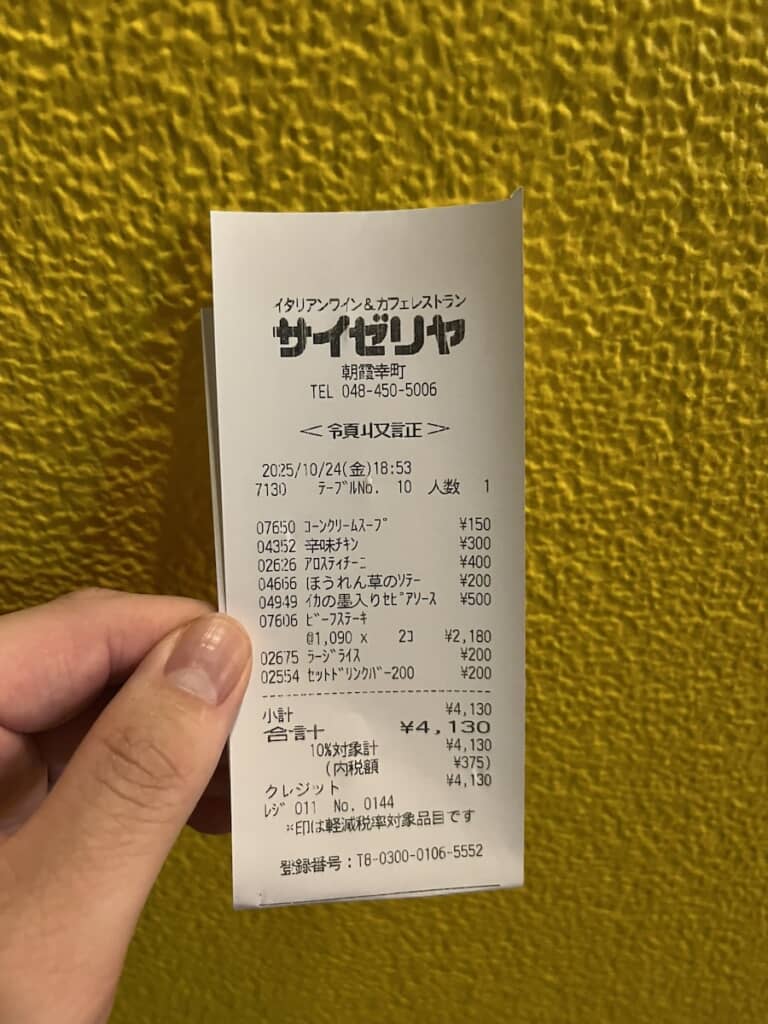 イタリアンワイン&カフェレストラン
サイゼリヤ
朝霞幸町
TEL 048-450-5006
<領収証>
2025/10/24(金)18:53
7130 テーブルNo. 10 人数 1
07650 コーンクリームスープ ¥150
04352 辛味チキン ¥300
02626 アロスティチーニ ¥400
04666 ほうれん草のソテー ¥200
04949 イカの墨入りセピアソース ¥500
07606 ビーフステーキ
@1,090 x 2コ ¥2,180
02675 ラージライス ¥200
02554 セットドリンクバー200 ¥200
小計 ¥4,130
合計 ¥4,130
10%対象計 ¥4,130
(内税額 ¥375)
クレジット ¥4,130
レジ 011 No. 0144
※印は軽減税率対象品目です
登録番号:T8-0300-0106-5552